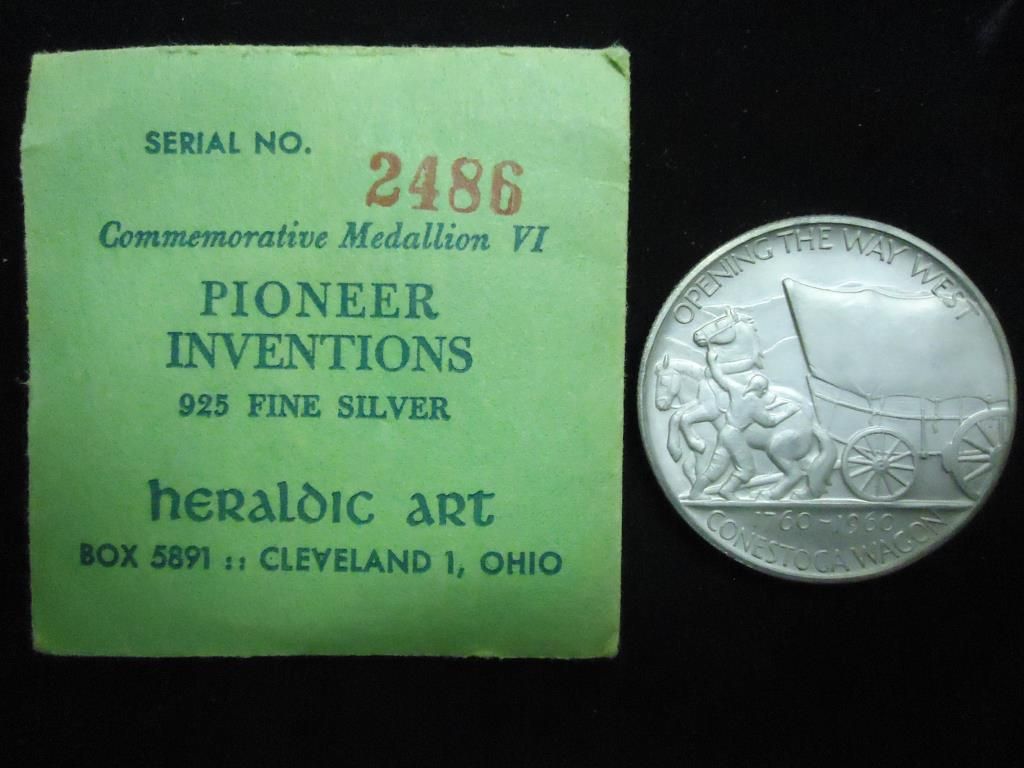 SERIAL NO.
2486
Commemorative Medallion VI
PIONEER
INVENTIONS
925 FINE SILVER
heraldic art
BOX 5891 :: CLEVELAND 1, OHIO
OPENING THE WAY WEST
1760-1960
CONESTOGA WAGON